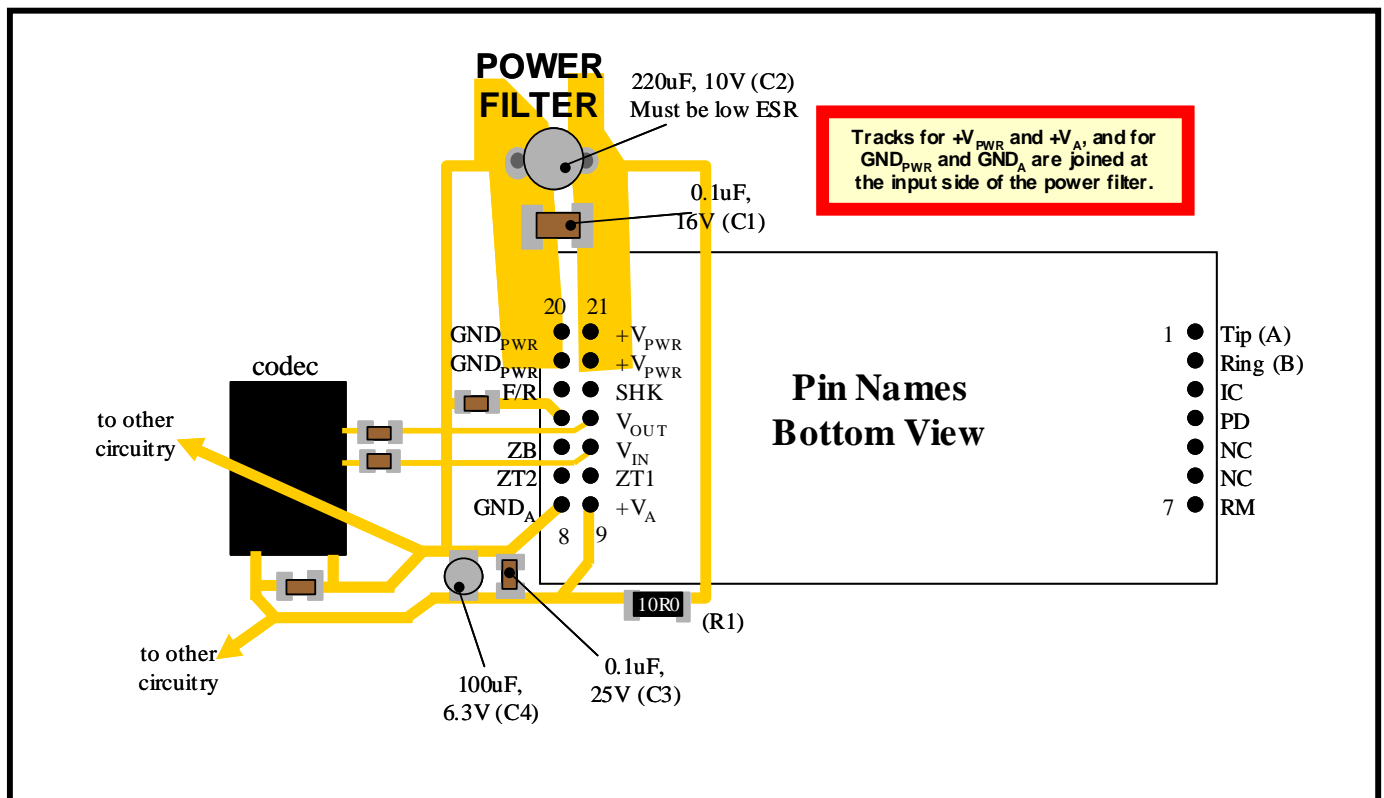 POWER
FILTER
220uF, 10V (C2)
Must be low ESR
Tracks for +VPWR and +VA, and for
GNDPWR and GNDA are joined at
the input side of the power filter.
0.1uF,
16V (C1)
20 21
GNDPWR +VPWR
GNDPWR +VPWR
F/R SHK
VOUT
ZB VIN
ZT2 ZT1
GNDA +VA
8 9
Pin Names
Bottom View
1 Tip (A)
Ring (B)
IC
PD
NC
NC
7 RM
codec
to other
circuitry
10R0
(R1)
to other
circuitry
100uF,
6.3V (C4)
0.1uF,
25V (C3)